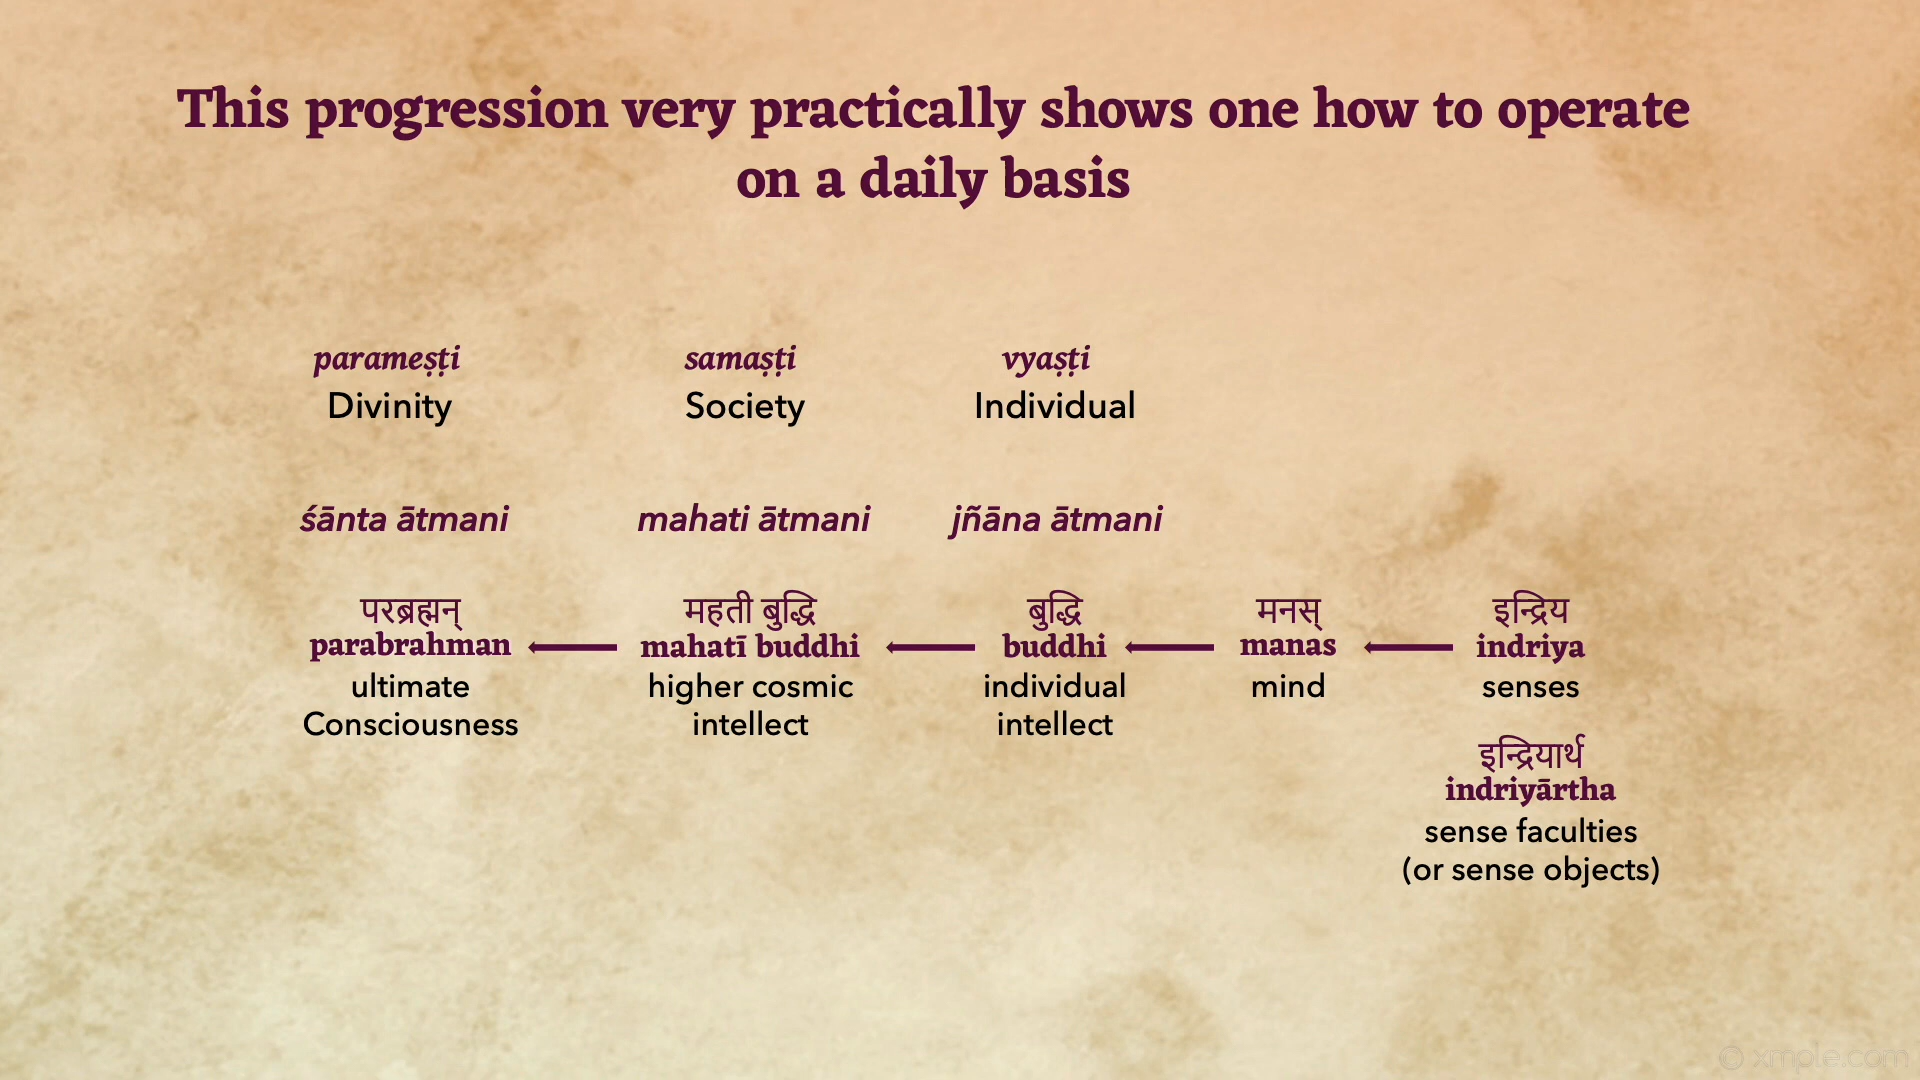 This progression very practically shows one how to operate
on a daily basis
parameṣṭi
Divinity
samaṣṭi
Society
vyaṣṭi
Individual
śānta ātmani
mahati ātmani
jñāna ātmani
परब्रह्मन्
parabrahman
ultimate
Consciousness
महती बुद्धि
mahatī buddhi
higher cosmic
intellect
बुद्धि
buddhi
individual
intellect
मनस्
manas
mind
इन्द्रिय
indriya
senses
इन्द्रियार्थ
indriyārtha
sense faculties
(or sense objects)
© xmple.com